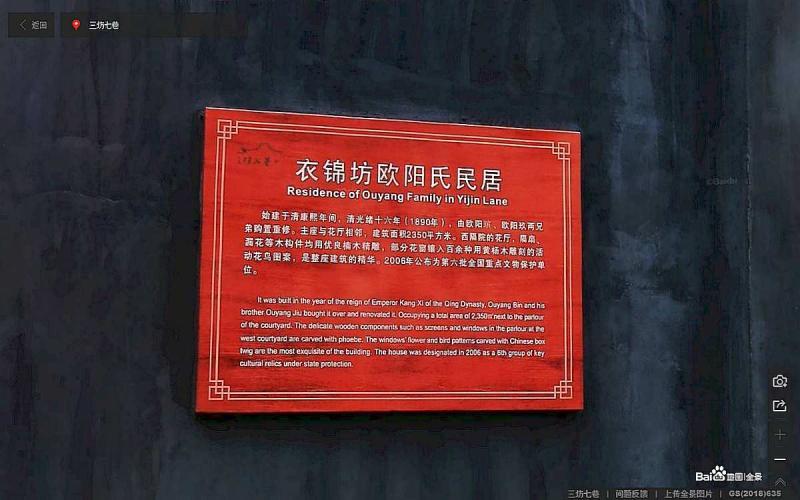 返回
三坊七巷
衣锦坊欧阳氏民居
Residence of Ouyang Family in Yijin Lane
始建于清康熙年间，清光绪十六年（1890年），由欧阳玢、欧阳玖两兄
弟购置重修。主座与花厅相邻，建筑面积2350平方米。西隔院的花厅，隔扇、
漏花等木构件均用优良楠木精雕，部分花窗镶入百余种用黄杨木雕刻的活
动花鸟图案，是整座建筑的精华。2006年公布为第六批全国重点文物保护单
位。
It was built in the year of the reign of Emperor Kang Xi of the Qing Dynasty, Ouyang Bin and his
brother Ouyang Jiu bought it over and renovated it. Occupying a total area of 2,350㎡next to the parlour
of the courtyard. The delicate wooden components such as screens and windows in the parlour at the
west courtyard are carved with phoebe. The windows' flower and bird patterns carved with Chinese box
twig are the most exquisite of the building. The house was designated in 2006 as a 6th group of key
cultural relics under state protection.
©Baidu
Bai du 地图|全景
三坊七巷 | 问题反馈 | 上传全景图片 GS(2018)635